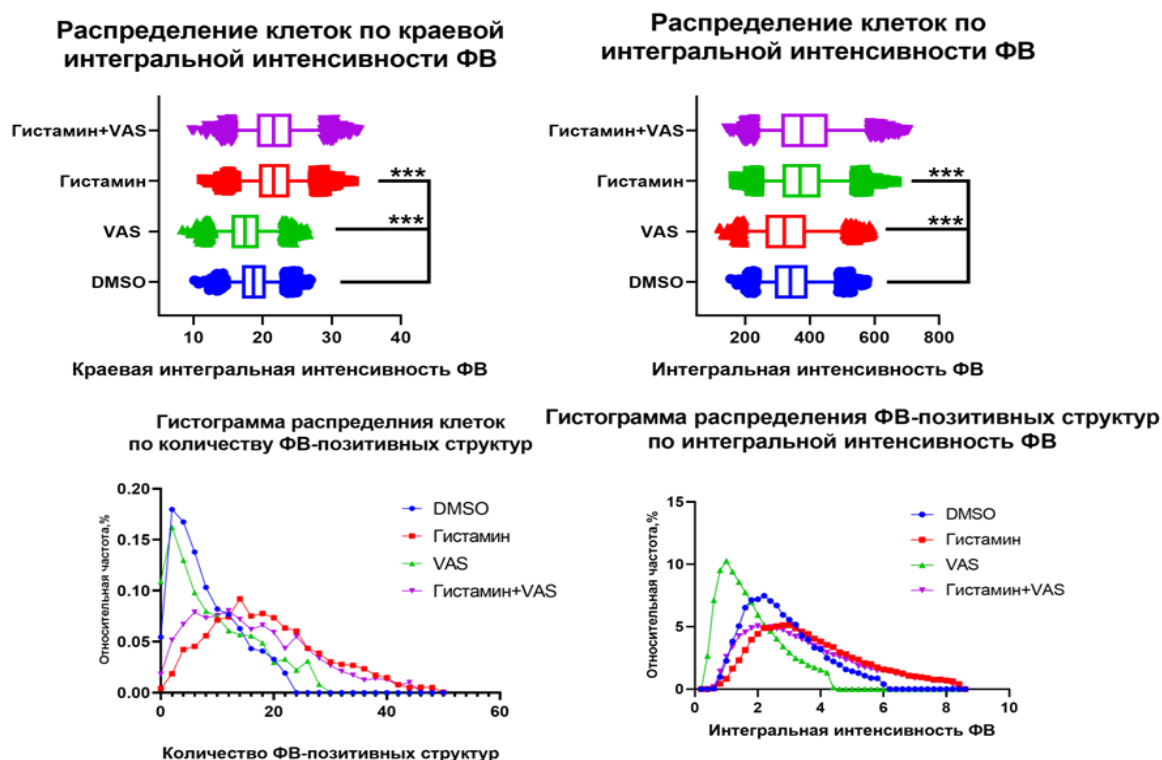 Распределение клеток по краевой
интегральной интенсивности ФВ
Гистамин+VAS
Гистамин
VAS
DMSO
***
***
10 20 30 40
Краевая интегральная интенсивность ФВ
Распределение клеток по
интегральной интенсивности ФВ
Гистамин+VAS
Гистамин
VAS
DMSO
***
***
200 400 600 800
Интегральная интенсивность ФВ
Гистограмма распределния клеток
по количеству ФВ-позитивных структур
Относительная частота,%
0.20
0.15
0.10
0.05
0.00
0 20 40 60
DMSO
Гистамин
VAS
Гистамин+VAS
Количество ФВ-позитивных структур
Гистограмма распределения ФВ-позитивных структур
по интегральной интенсивность ФВ
Относительная частота,%
15
10
5
0
0 2 4 6 8 10
DMSO
Гистамин
VAS
Гистамин+VAS
Интегральная интенсивность ФВ